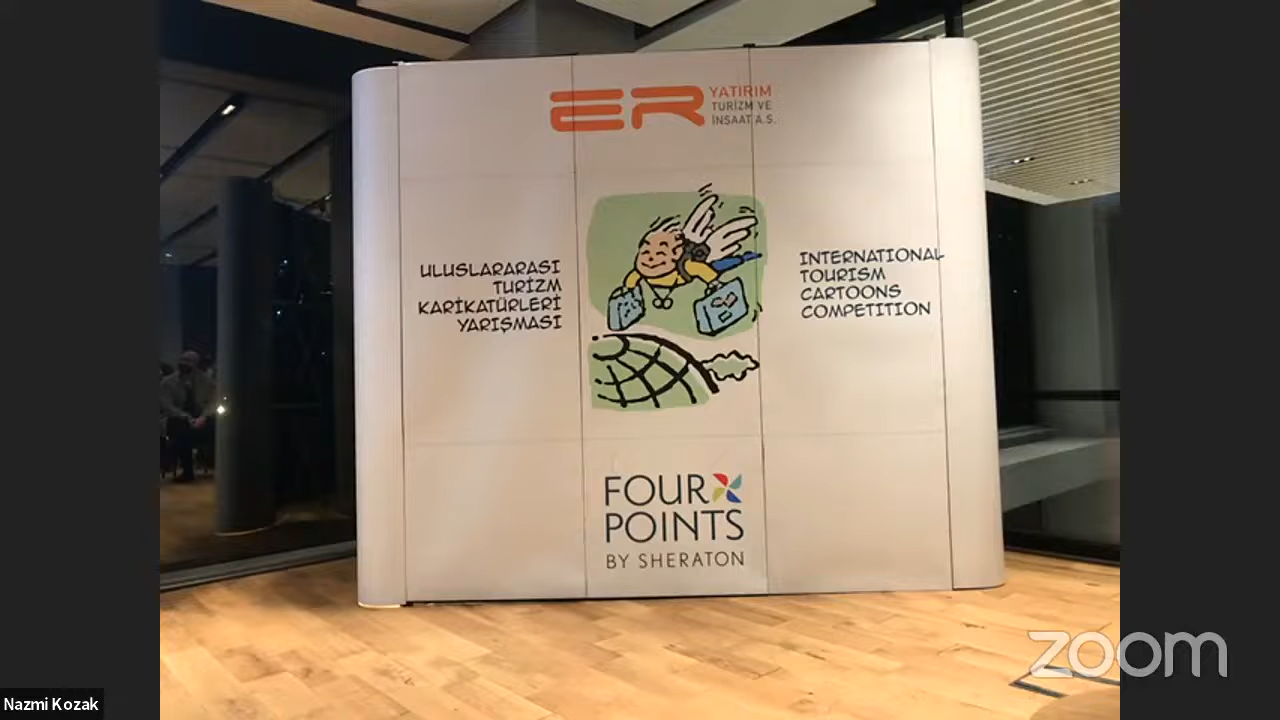 ER
YATIRIM
TURİZM VE
İNŞAAT A.Ş.
ULUSLARARASI
TURİZM
KARİKATÜRLERİ
YARIŞMASI
INTERNATIONAL
TOURISM
CARTOONS
COMPETITION
FOUR
POINTS
BY SHERATON
zoom
Nazmi Kozak